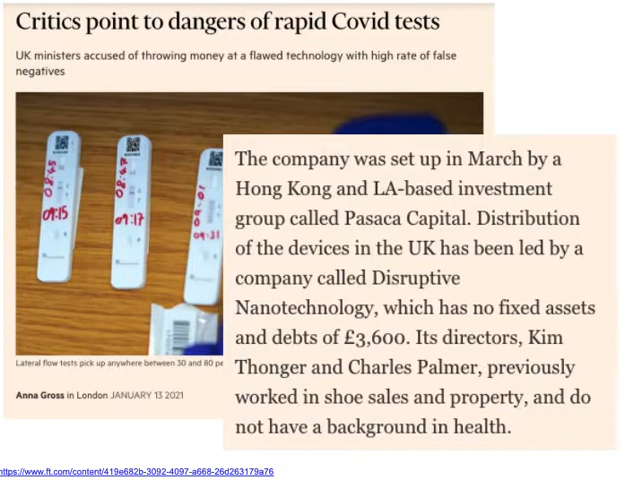 Critics point to dangers of rapid Covid tests
UK ministers accused of throwing money at a flawed technology with high rate of false
negatives
08:45
09:15
08:47
09:17
09:01
09:31
Lateral flow tests pick up anywhere between 30 and 80 pe
Anna Gross in London JANUARY 13 2021
The company was set up in March by a
Hong Kong and LA-based investment
group called Pasaca Capital. Distribution
of the devices in the UK has been led by a
company called Disruptive
Nanotechnology, which has no fixed assets
and debts of £3,600. Its directors, Kim
Thonger and Charles Palmer, previously
worked in shoe sales and property, and do
not have a background in health.
https://www.ft.com/content/419e682b-3092-4097-a668-26d263179a76